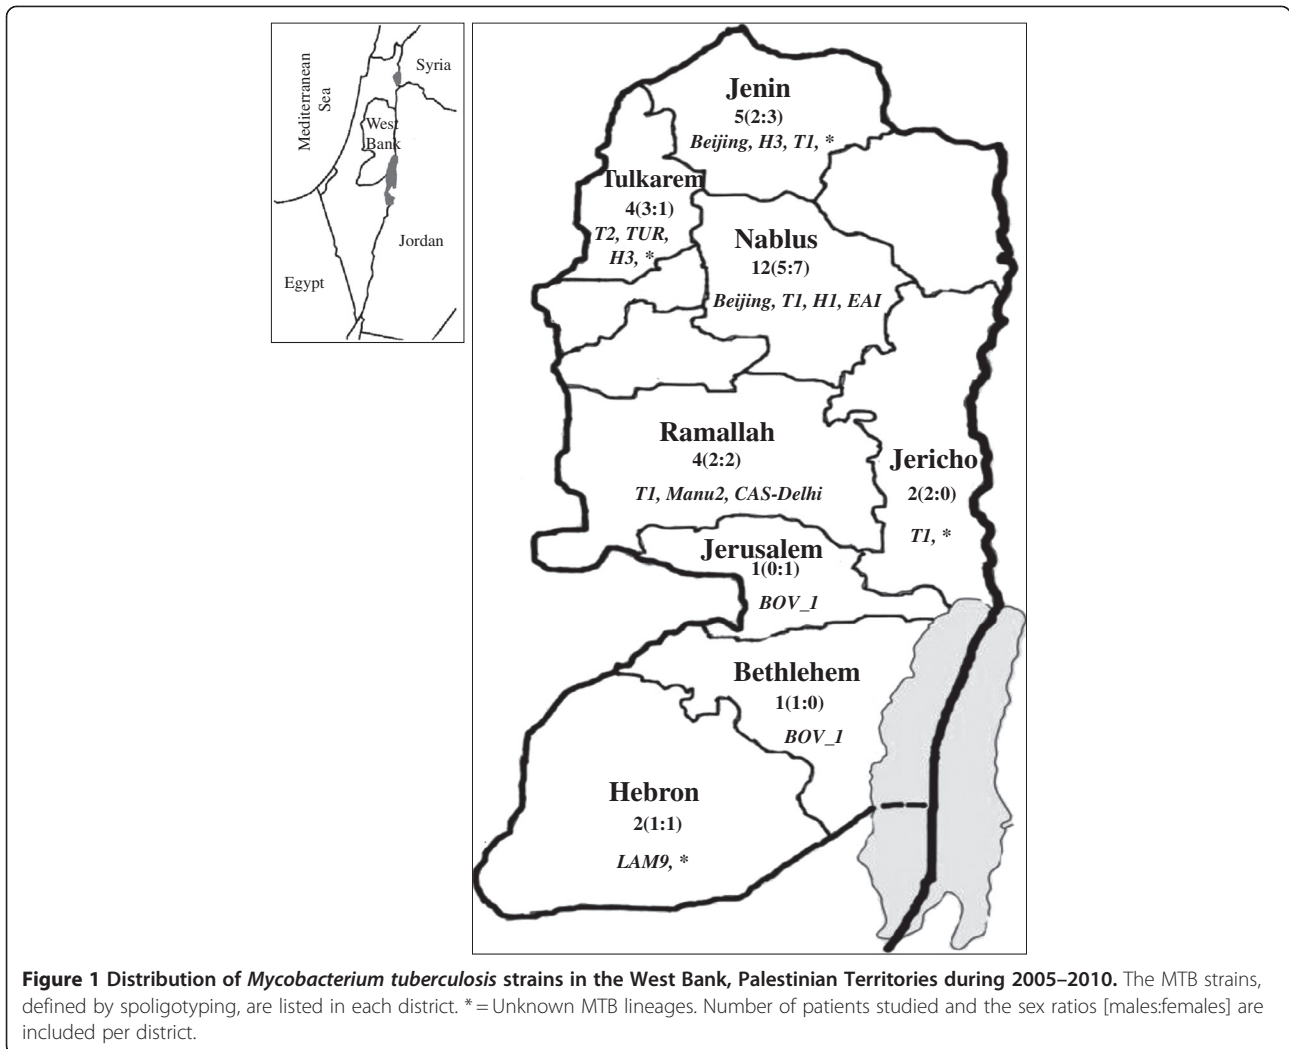 Mediterranean
Sea
Syria
West
Bank
Jordan
Egypt
Jenin
5(2:3)
Beijing, H3, T1, *
Tulkarem
4(3:1)
T2, TUR,
H3, *
Nablus
12(5:7)
Beijing, T1, H1, EAI
Ramallah
4(2:2)
T1, Manu2, CAS-Delhi
Jericho
2(2:0)
T1, *
Jerusalem
1(0:1)
BOV_1
Bethlehem
1(1:0)
BOV_1
Hebron
2(1:1)
LAM9, *
Figure 1 Distribution of Mycobacterium tuberculosis strains in the West Bank, Palestinian Territories during 2005–2010. The MTB strains,
defined by spoligotyping, are listed in each district. * = Unknown MTB lineages. Number of patients studied and the sex ratios [males:females] are
included per district.